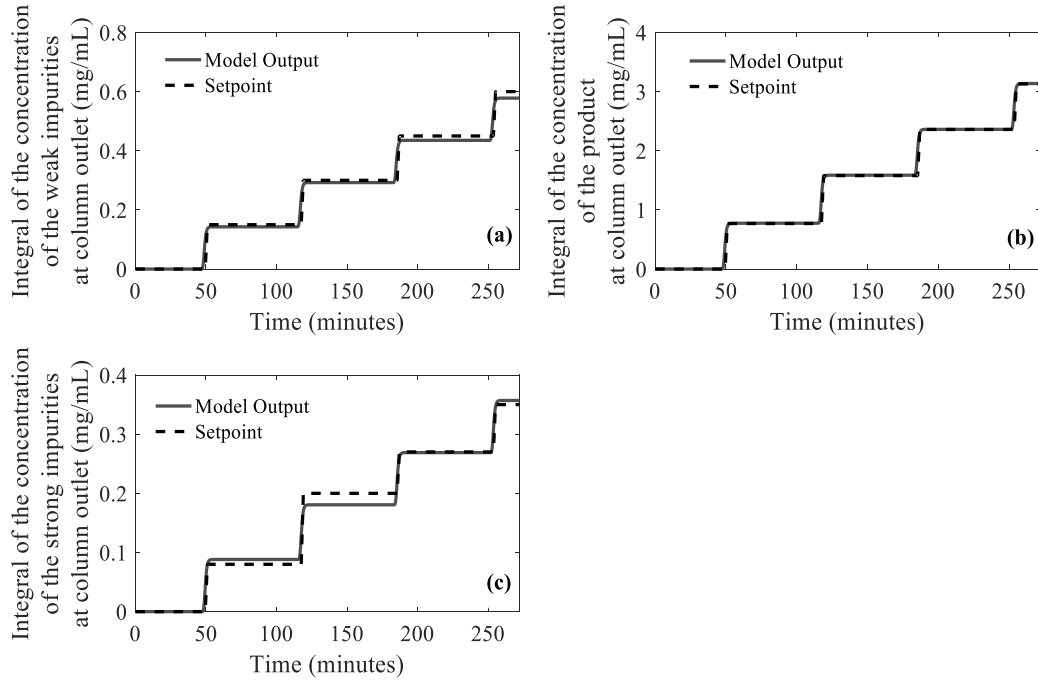 Integral of the concentration
of the weak impurities
at column outlet (mg/mL)
0.8
0.6
0.4
0.2
0
Model Output
Setpoint
(a)
0 50 100 150 200 250
Time (minutes)
Integral of the concentration
of the product
at column outlet (mg/mL)
4
3
2
1
0
Model Output
Setpoint
(b)
0 50 100 150 200 250
Time (minutes)
Integral of the concentration
of the strong impurities
at column outlet (mg/mL)
0.4
0.3
0.2
0.1
0
Model Output
Setpoint
(c)
0 50 100 150 200 250
Time (minutes)